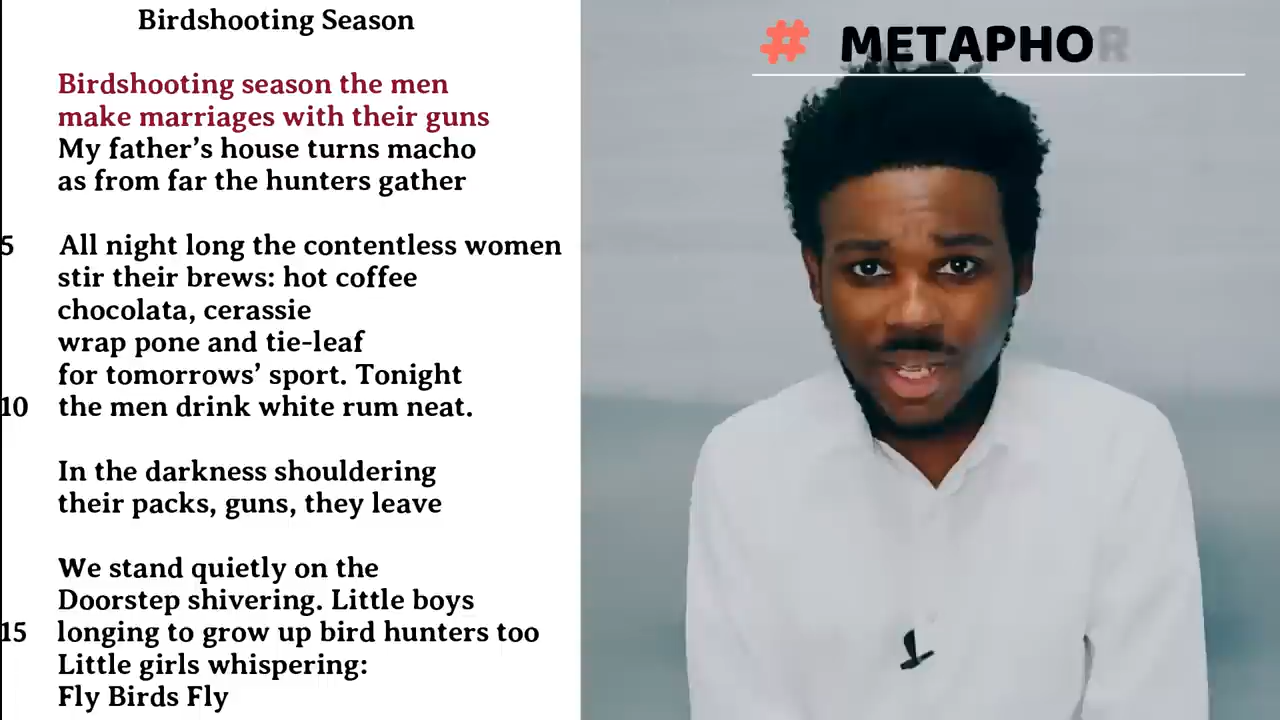 Birdshooting Season
# METAPHOR
Birdshooting season the men
make marriages with their guns
My father's house turns macho
as from far the hunters gather
5 All night long the contentless women
stir their brews: hot coffee
chocolata, cerassie
wrap pone and tie-leaf
for tomorrows' sport. Tonight
10 the men drink white rum neat.
In the darkness shouldering
their packs, guns, they leave
We stand quietly on the
Doorstep shivering. Little boys
15 longing to grow up bird hunters too
Little girls whispering:
Fly Birds Fly